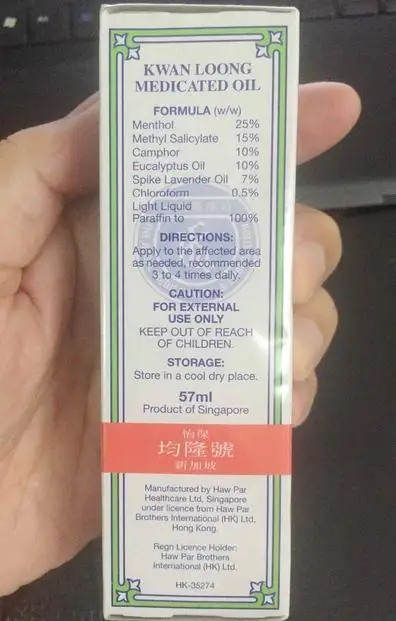 KWAN LOONG
MEDICATED OIL
FORMULA (w/w)
Menthol 25%
Methyl Salicylate 15%
Camphor 10%
Eucalyptus Oil 10%
Spike Lavender Oil 7%
Chloroform 0.5%
Light Liquid
Paraffin to 100%
DIRECTIONS:
Apply to the affected area
as needed, recommended
3 to 4 times daily.
CAUTION:
FOR EXTERNAL
USE ONLY
KEEP OUT OF REACH
OF CHILDREN.
STORAGE:
Store in a cool dry place.
57ml
Product of Singapore
怡保
均隆號
新加坡
Manufactured by Haw Par
Healthcare Ltd, Singapore
under licence from Haw Par
Brothers International (HK) Ltd,
Hong Kong.
Regn Licence Holder:
Haw Par Brothers
International (HK) Ltd.
HK-35274